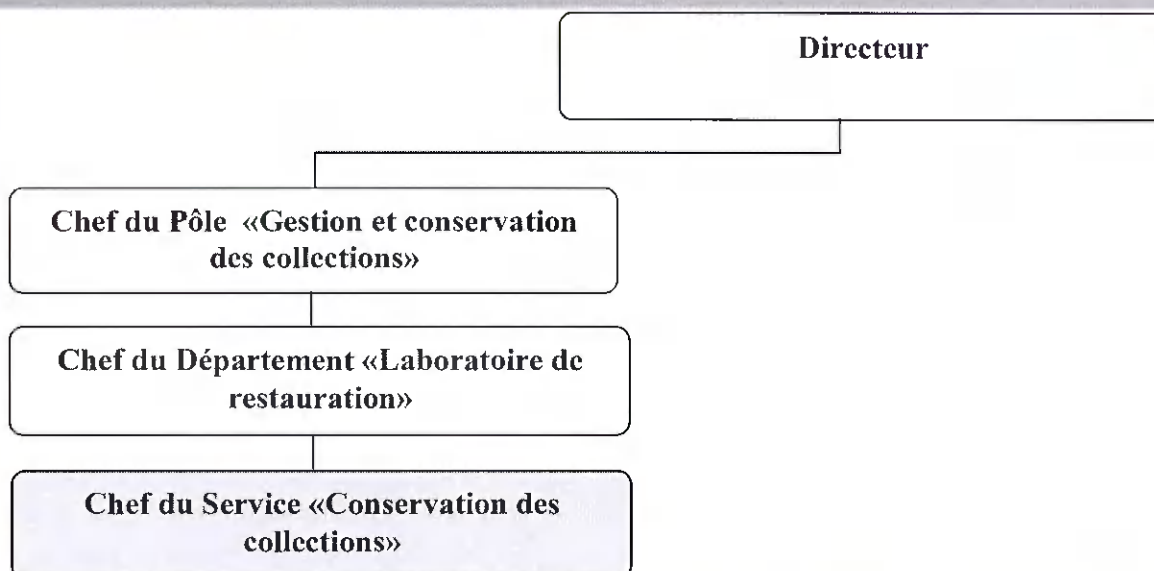 Directeur
Chef du Pôle «Gestion et conservation
des collections»
Chef du Département «Laboratoire de
restauration»
Chef du Service «Conservation des
collections»